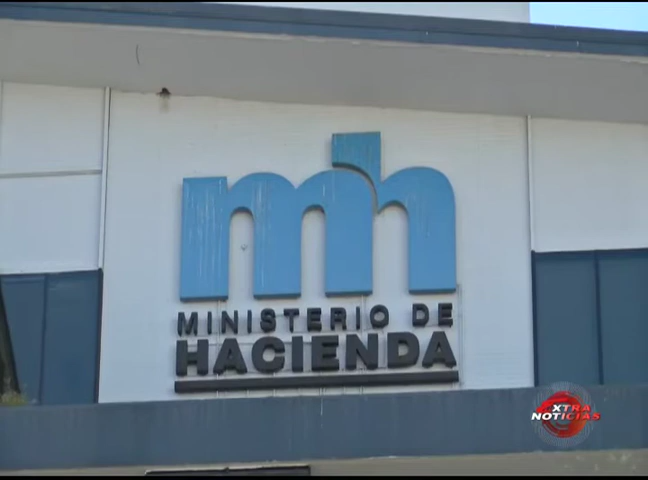 mh
MINISTERIO DE
HACIENDA
XTRA
NOTICIAS